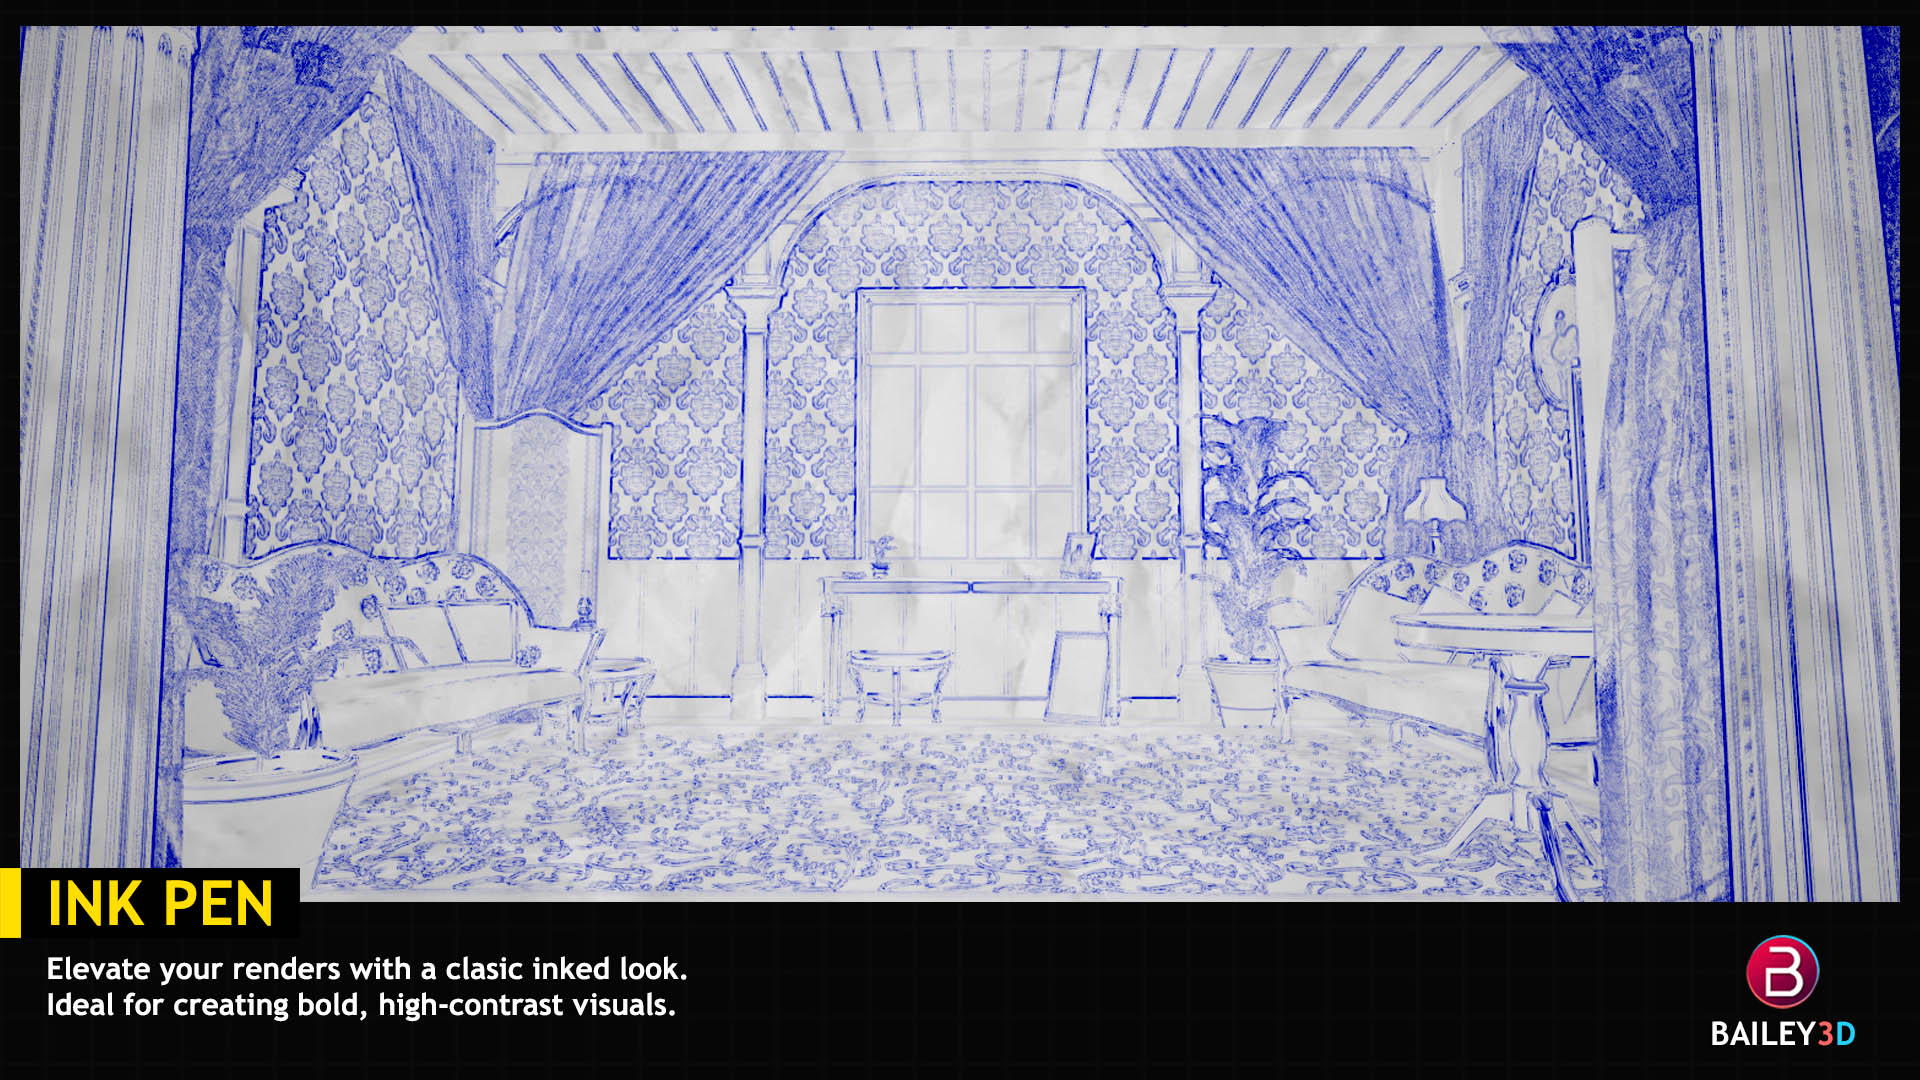 INK PEN
Elevate your renders with a clasic inked look.
Ideal for creating bold, high-contrast visuals.
B
BAILEY3D